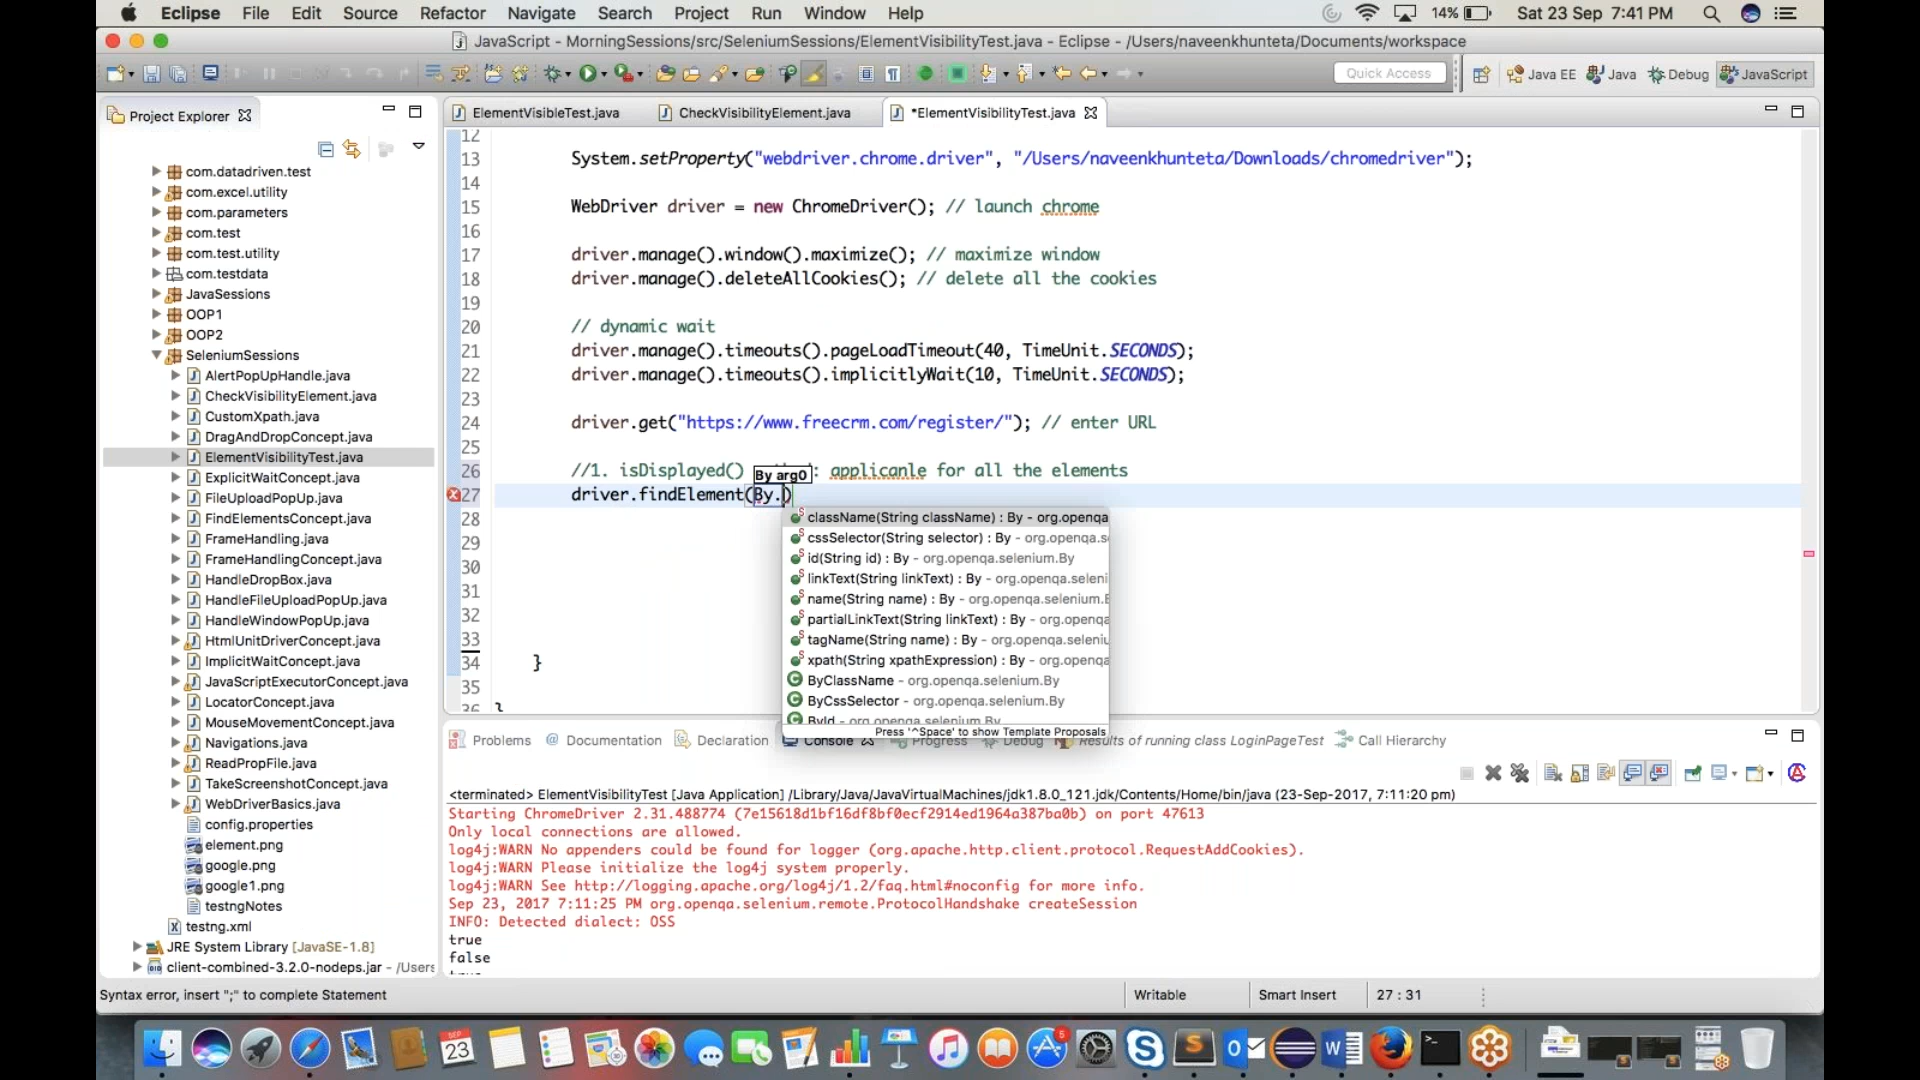 Eclipse File Edit Source Refactor Navigate Search Project Run Window Help 14% Sat 23 Sep 7:41 PM
JavaScript - MorningSessions/src/SeleniumSessions/ElementVisibilityTest.java - Eclipse - /Users/naveenkhunteta/Documents/workspace
Quick Access Java EE Java Debug JavaScript
Project Explorer
com.datadriven.test
com.excel.utility
com.parameters
com.test
com.test.utility
com.testdata
JavaSessions
OOP1
OOP2
SeleniumSessions
AlertPopUpHandle.java
CheckVisibilityElement.java
CustomXpath.java
DragAndDropConcept.java
ElementVisibilityTest.java
ExplicitWaitConcept.java
FileUploadPopUp.java
FindElementsConcept.java
FrameHandling.java
FrameHandlingConcept.java
HandleDropBox.java
HandleFileUploadPopUp.java
HandleWindowPopUp.java
HtmlUnitDriverConcept.java
ImplicitWaitConcept.java
JavaScriptExecutorConcept.java
LocatorConcept.java
MouseMovementConcept.java
Navigations.java
ReadPropFile.java
TakeScreenshotConcept.java
WebDriverBasics.java
config.properties
element.png
google.png
google1.png
testngNotes
testng.xml
JRE System Library [JavaSE-1.8]
client-combined-3.2.0-nodeps.jar - /Users
ElementVisibleTest.java CheckVisibilityElement.java *ElementVisibilityTest.java
12
13 System.setProperty("webdriver.chrome.driver", "/Users/naveenkhunteta/Downloads/chromedriver");
14
15 WebDriver driver = new ChromeDriver(); // launch chrome
16
17 driver.manage().window().maximize(); // maximize window
18 driver.manage().deleteAllCookies(); // delete all the cookies
19
20 // dynamic wait
21 driver.manage().timeouts().pageLoadTimeout(40, TimeUnit.SECONDS);
22 driver.manage().timeouts().implicitlyWait(10, TimeUnit.SECONDS);
23
24 driver.get("https://www.freecrm.com/register/"); // enter URL
25
26 //1. isDisplayed() : applicanle for all the elements
By arg0
27 driver.findElement(By.)
28
29
30
31
32
33
34 }
35
36 }
className(String className) : By - org.openqa
cssSelector(String selector) : By - org.openqa.s
id(String id) : By - org.openqa.selenium.By
linkText(String linkText) : By - org.openqa.seleni
name(String name) : By - org.openqa.selenium.B
partialLinkText(String linkText) : By - org.openqa
tagName(String name) : By - org.openqa.seleniu
xpath(String xpathExpression) : By - org.openqa
ByClassName - org.openqa.selenium.By
ByCssSelector - org.openqa.selenium.By
ById - org.openqa.selenium.By
Press '^Space' to show Template Proposals
Problems Documentation Declaration Console Progress Debug Results of running class LoginPageTest Call Hierarchy
<terminated> ElementVisibilityTest [Java Application] /Library/Java/JavaVirtualMachines/jdk1.8.0_121.jdk/Contents/Home/bin/java (23-Sep-2017, 7:11:20 pm)
Starting ChromeDriver 2.31.488774 (7e15618d1bf16df8bf0ecf2914ed1964a387ba0b) on port 47613
Only local connections are allowed.
log4j:WARN No appenders could be found for logger (org.apache.http.client.protocol.RequestAddCookies).
log4j:WARN Please initialize the log4j system properly.
log4j:WARN See http://logging.apache.org/log4j/1.2/faq.html#noconfig for more info.
Sep 23, 2017 7:11:25 PM org.openqa.selenium.remote.ProtocolHandshake createSession
INFO: Detected dialect: OSS
true
false
Syntax error, insert ";" to complete Statement Writable Smart Insert 27 : 31
SEP 23 5